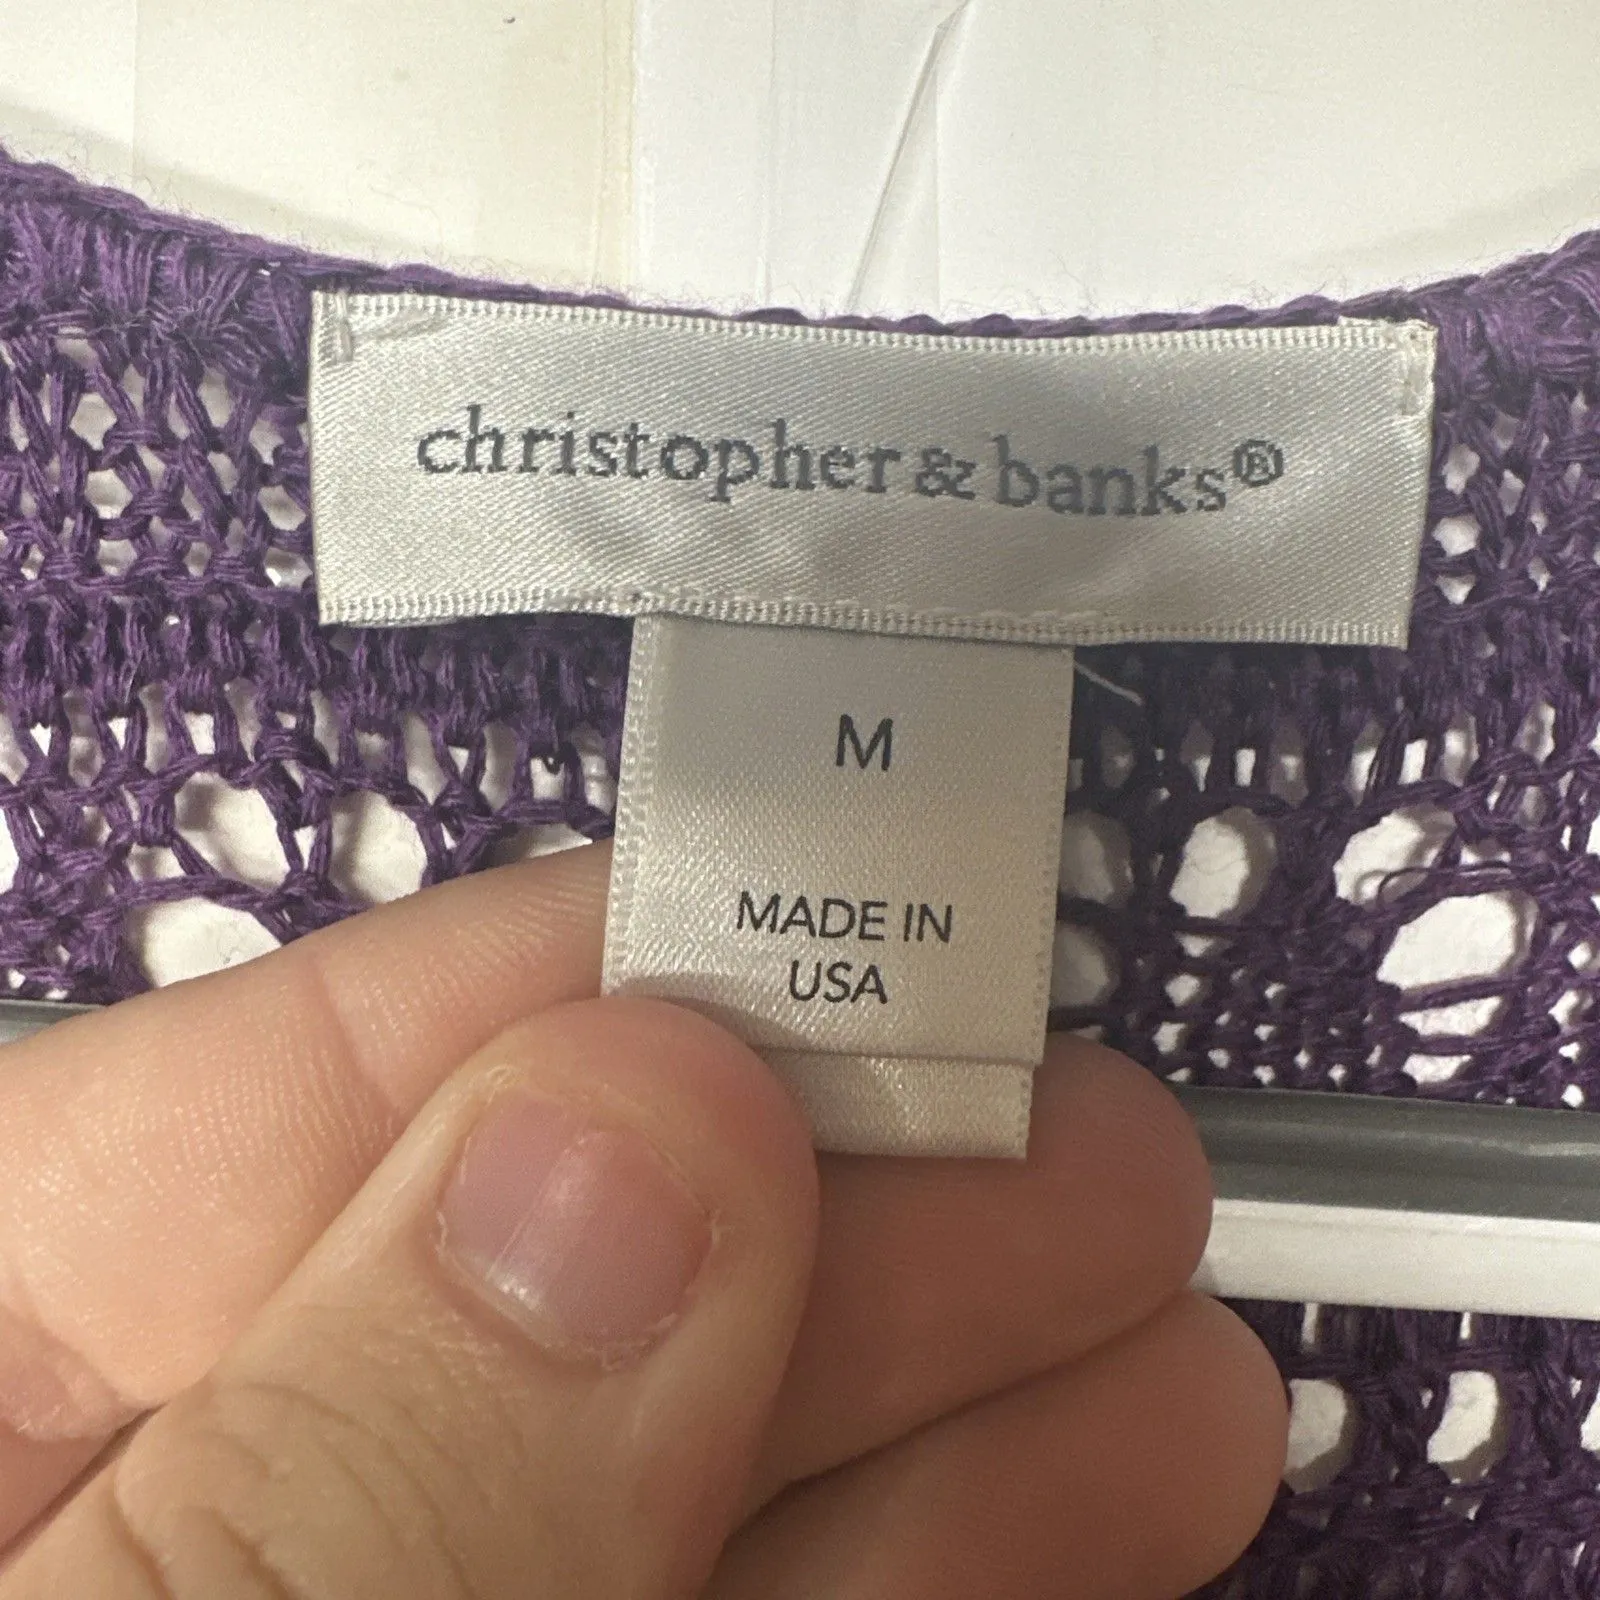 christopher & banks®
M
MADE IN
USA